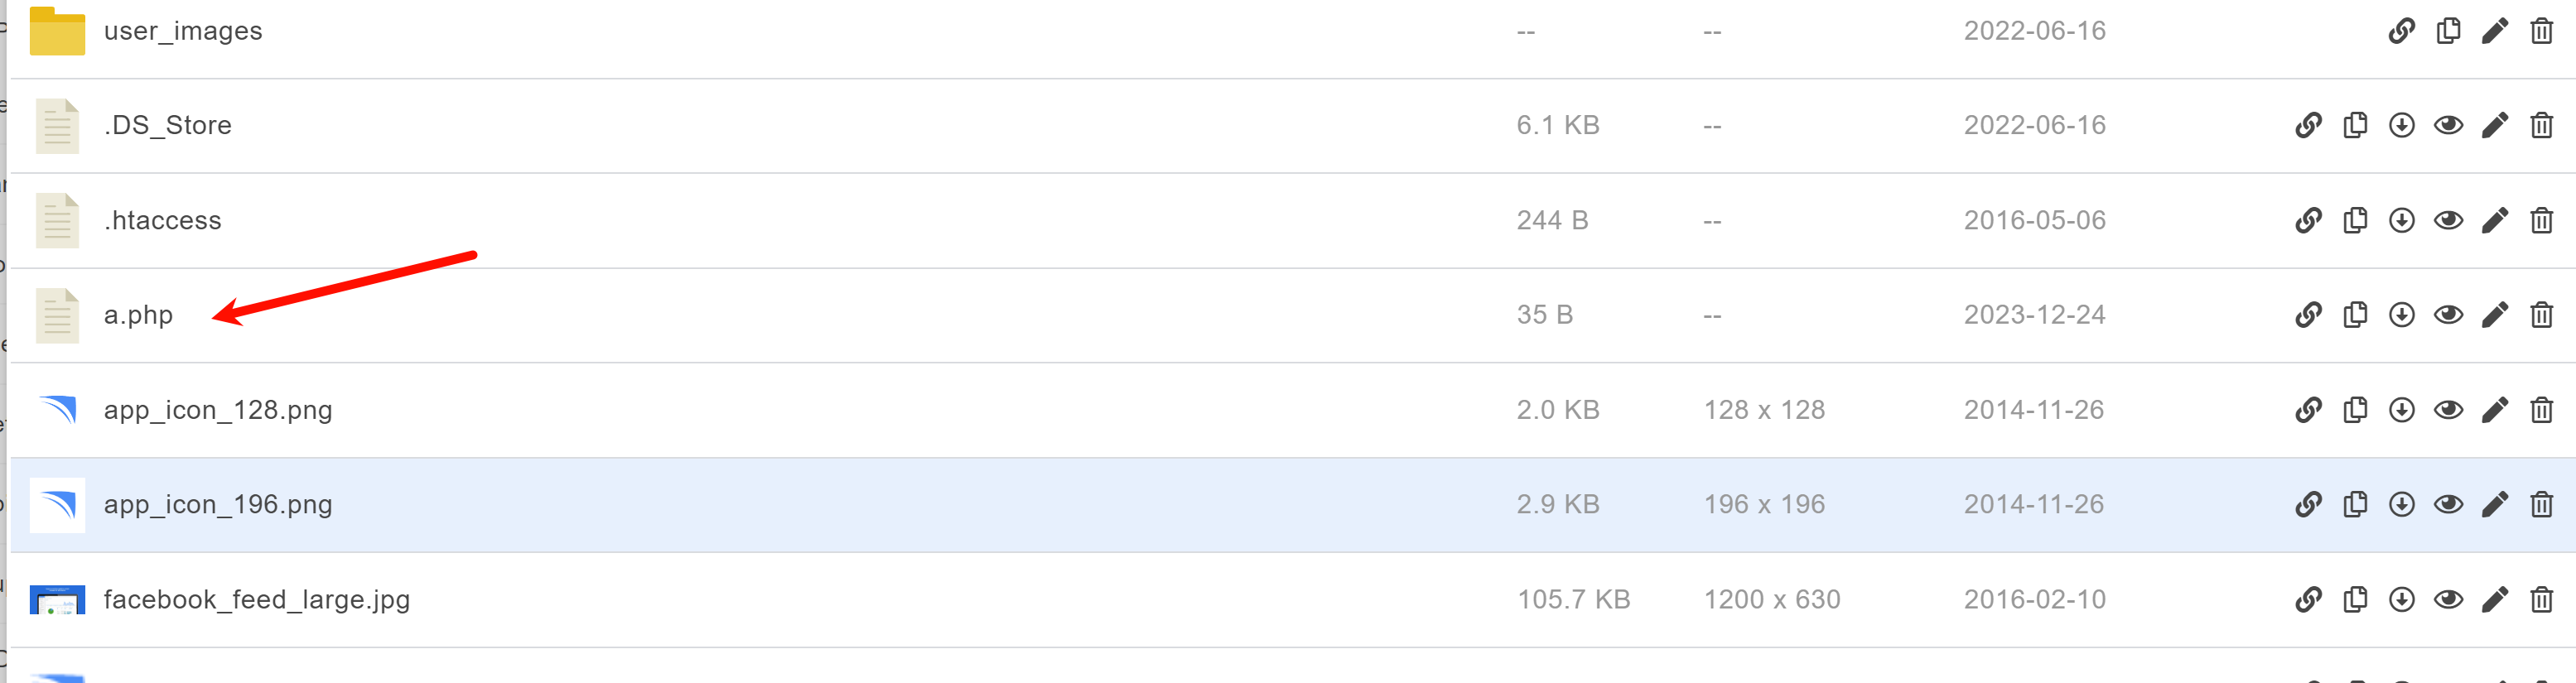 user_images -- -- 2022-06-16
.DS_Store 6.1 KB -- 2022-06-16
.htaccess 244 B -- 2016-05-06
a.php 35 B -- 2023-12-24
app_icon_128.png 2.0 KB 128 x 128 2014-11-26
app_icon_196.png 2.9 KB 196 x 196 2014-11-26
facebook_feed_large.jpg 105.7 KB 1200 x 630 2016-02-10